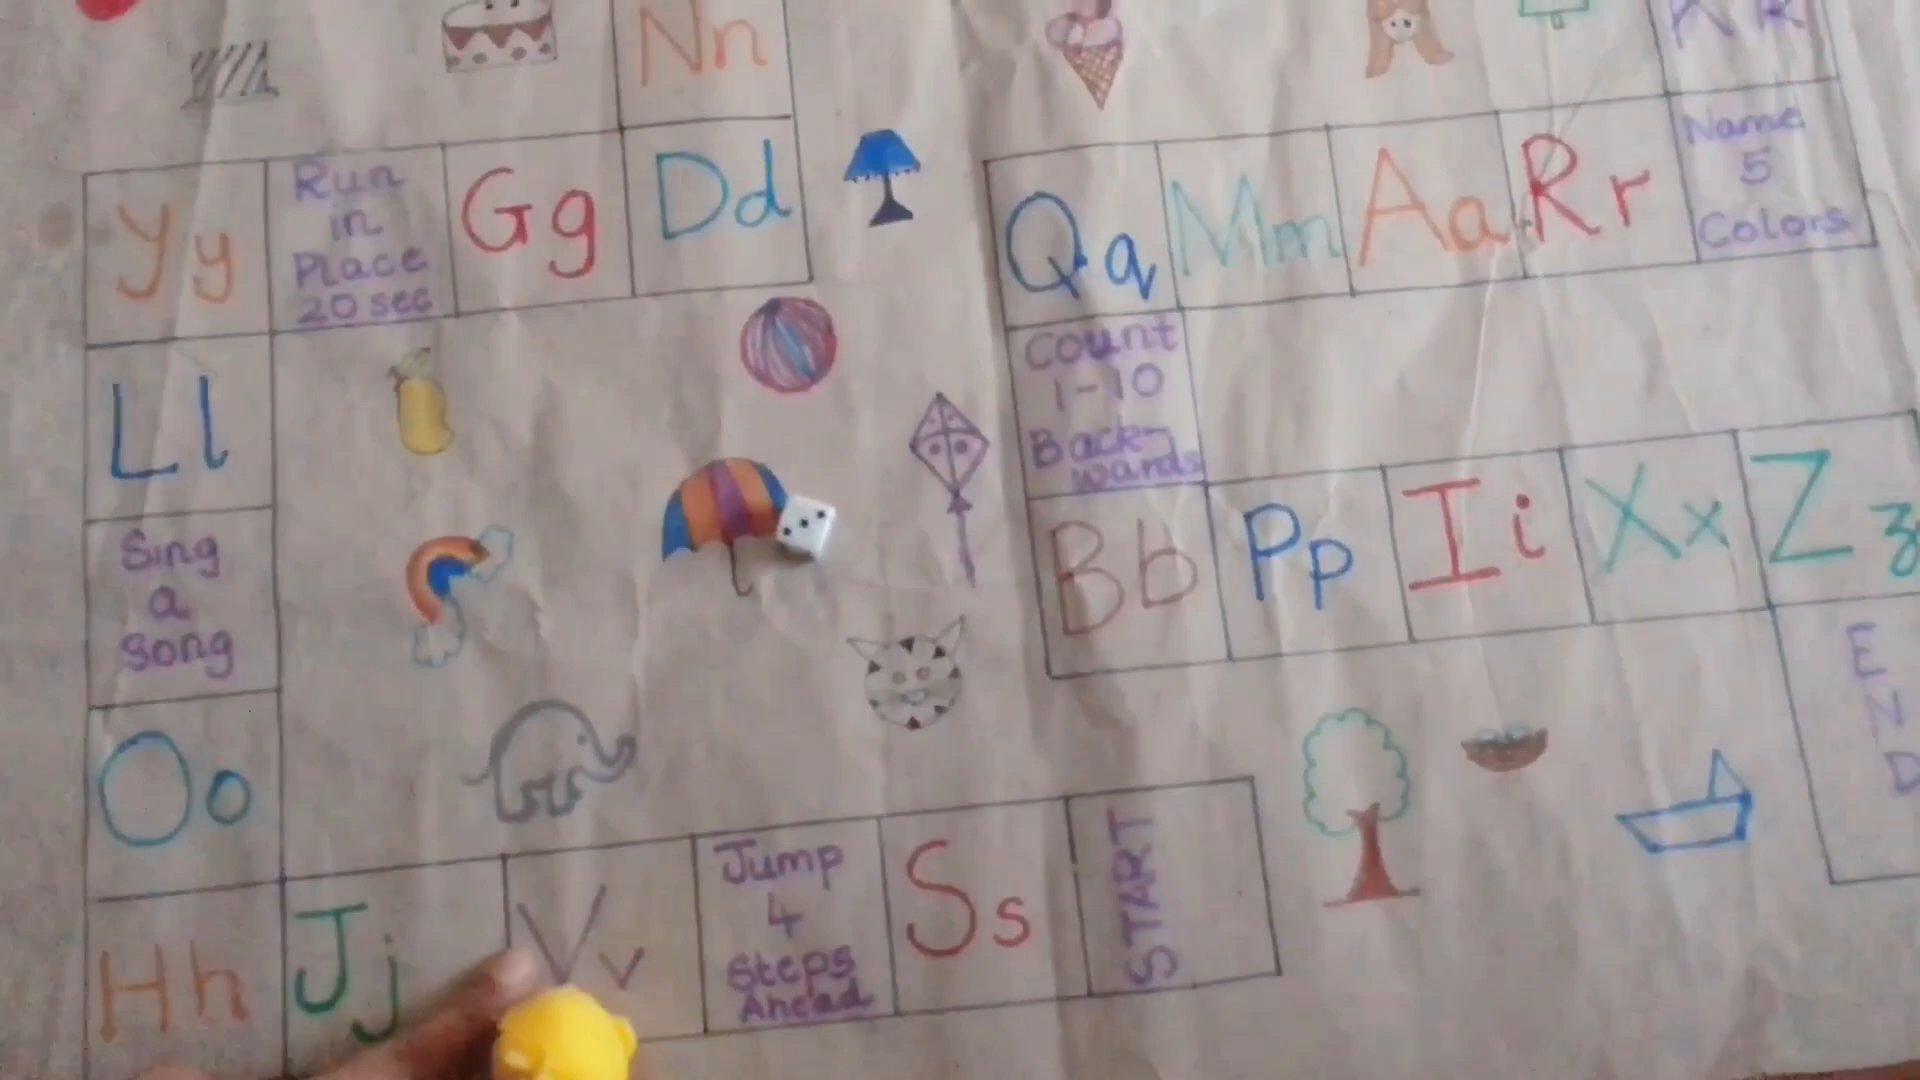 Nn
Kk
Yy
Run
in
Place
20 sec
Gg
Dd
Qq
Mm
Aa
Rr
Name
5
Colors
Ll
Count
1-10
Back-
wards
Sing
a
Song
Bb
Pp
Ii
Xx
Zz
END
Oo
Hh
Jj
Vv
Jump
4
Steps
Ahead
Ss
START